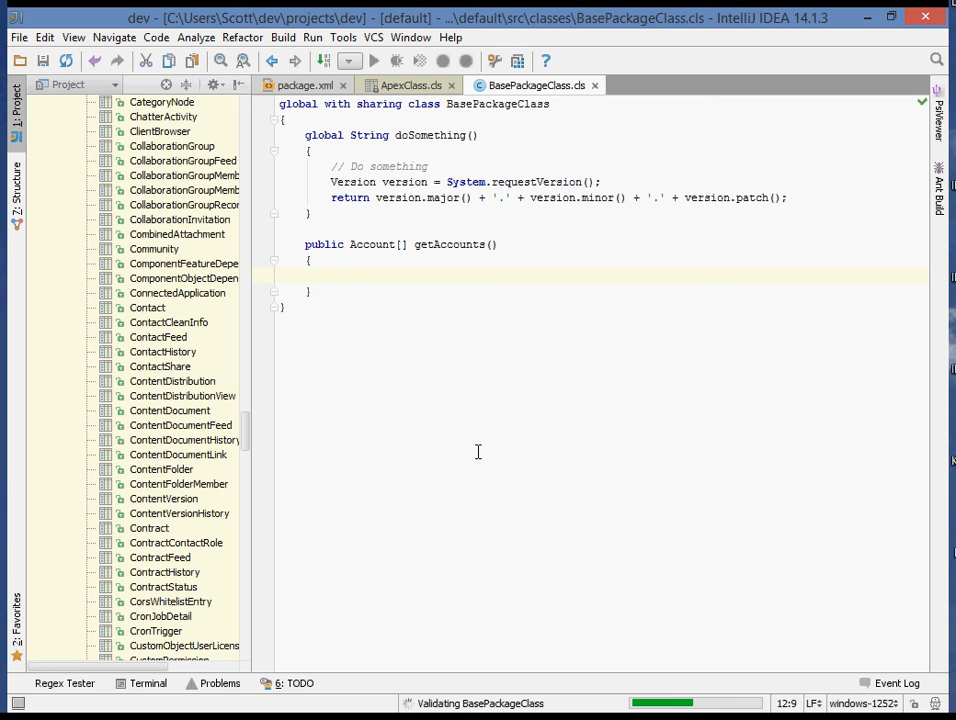 dev - [C:\Users\Scott\dev\projects\dev] - [default] - ...\default\src\classes\BasePackageClass.cls - IntelliJ IDEA 14.1.3
File Edit View Navigate Code Analyze Refactor Build Run Tools VCS Window Help
Project
package.xml
ApexClass.cls
BasePackageClass.cls
1: Project
Z: Structure
2: Favorites
CategoryNode
ChatterActivity
ClientBrowser
CollaborationGroup
CollaborationGroupFeed
CollaborationGroupMemb
CollaborationGroupMemb
CollaborationGroupRecor
CollaborationInvitation
CombinedAttachment
Community
ComponentFeatureDepe
ComponentObjectDepen
ConnectedApplication
Contact
ContactCleanInfo
ContactFeed
ContactHistory
ContactShare
ContentDistribution
ContentDistributionView
ContentDocument
ContentDocumentFeed
ContentDocumentHistory
ContentDocumentLink
ContentFolder
ContentFolderMember
ContentVersion
ContentVersionHistory
Contract
ContractContactRole
ContractFeed
ContractHistory
ContractStatus
CorsWhitelistEntry
CronJobDetail
CronTrigger
CustomObjectUserLicens
CustomPermission
global with sharing class BasePackageClass
{
global String doSomething()
{
// Do something
Version version = System.requestVersion();
return version.major() + '.' + version.minor() + '.' + version.patch();
}
public Account[] getAccounts()
{
}
}
PsiViewer
Ant Build
Regex Tester
Terminal
Problems
6: TODO
Event Log
Validating BasePackageClass
12:9 LF windows-1252